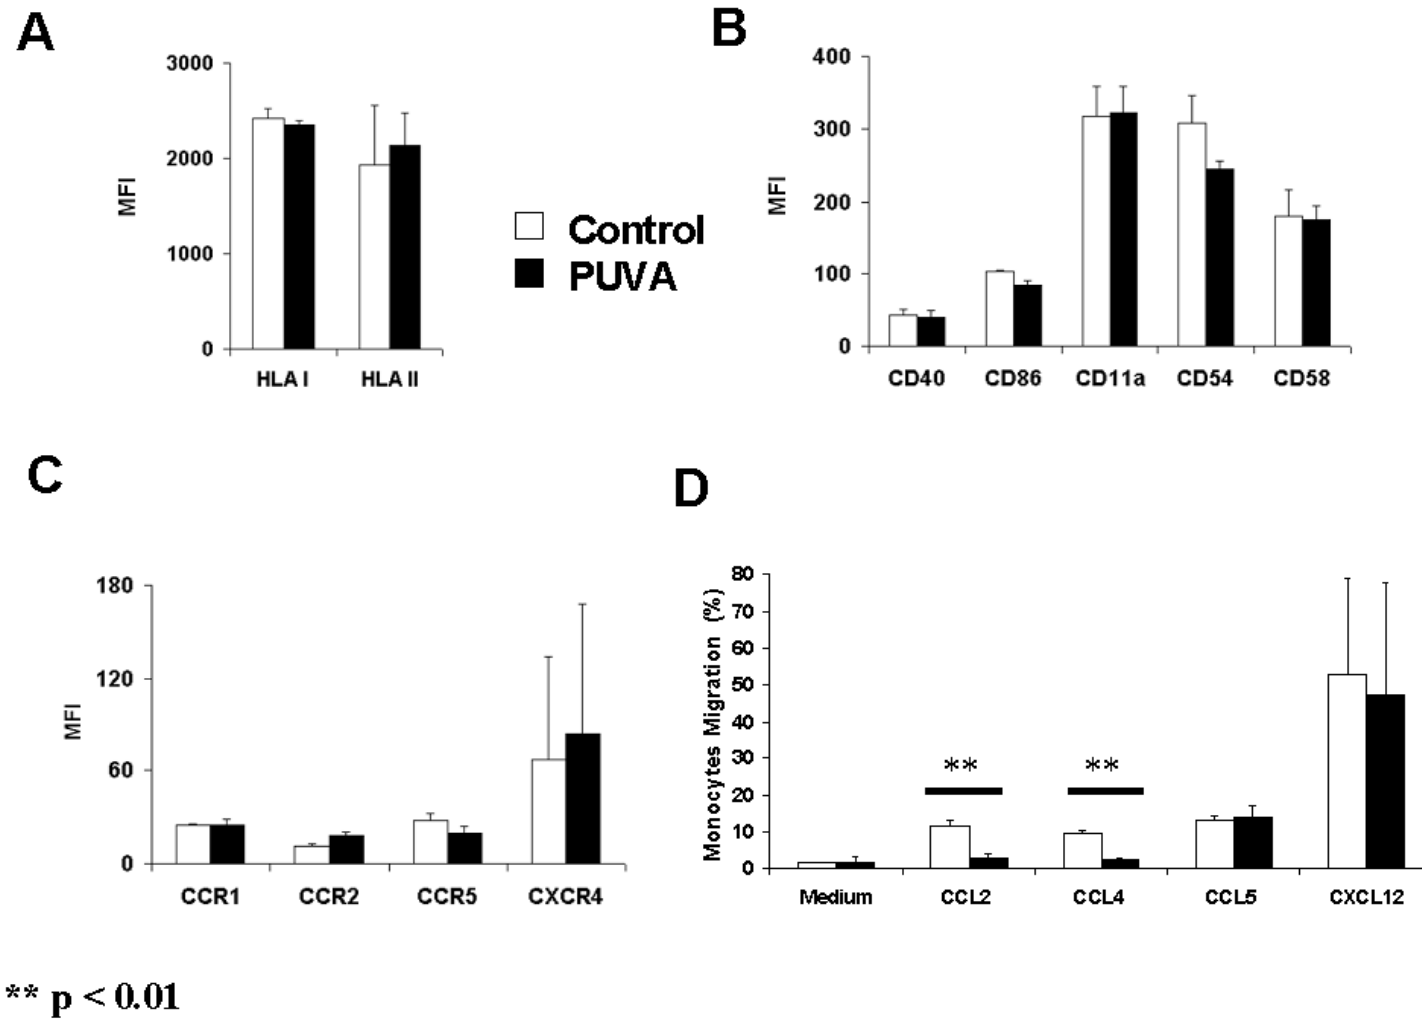 A
3000
2000
1000
0
MFI
HLA I HLA II
Control
PUVA
B
400
300
200
100
0
MFI
CD40 CD86 CD11a CD54 CD58
C
180
120
60
0
MFI
CCR1 CCR2 CCR5 CXCR4
D
80
70
60
50
40
30
20
10
0
Monocytes Migration (%)
** **
Medium CCL2 CCL4 CCL5 CXCL12
** p < 0.01